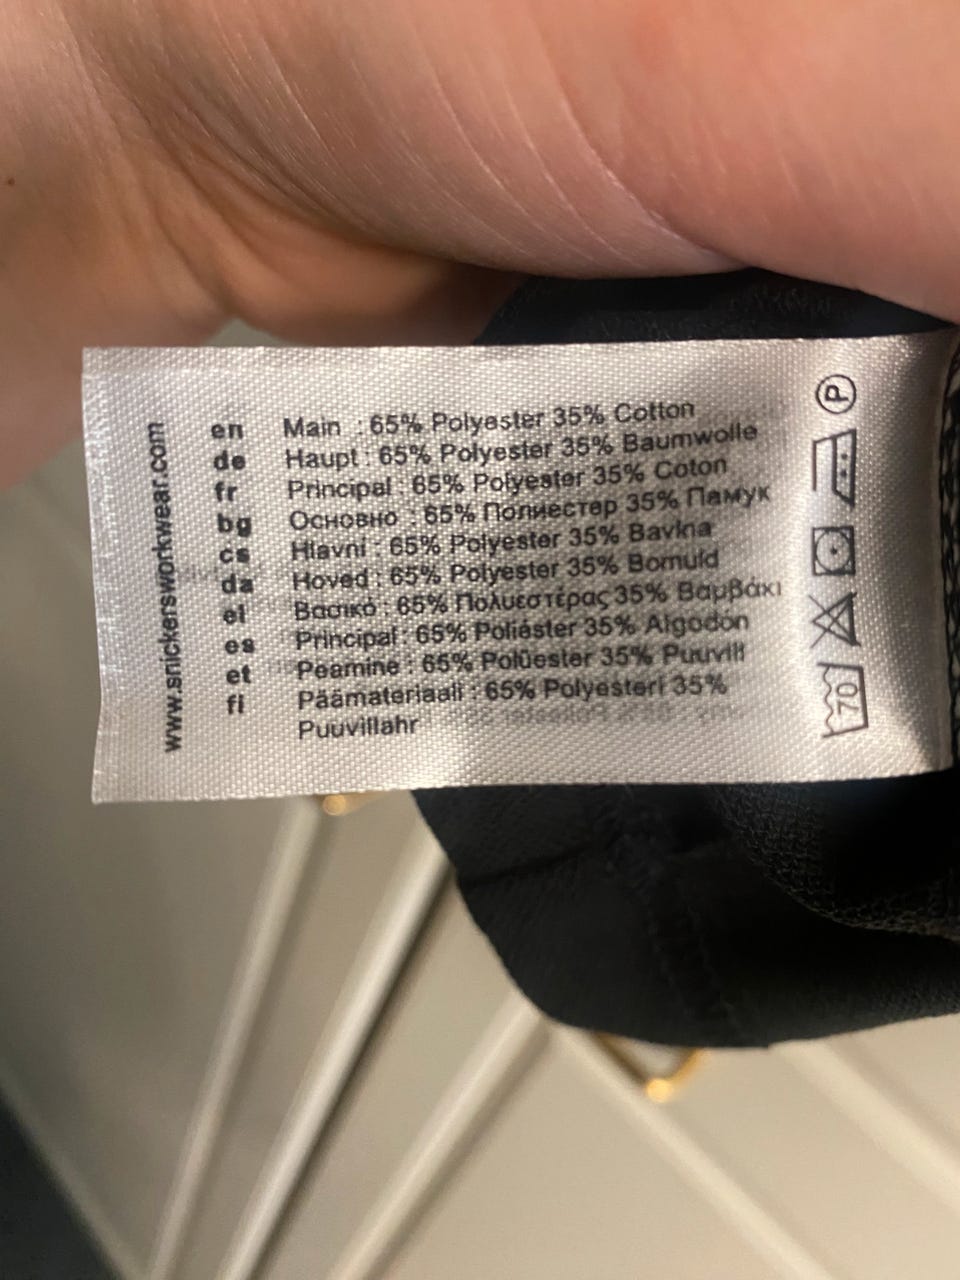 www.snickersworkwear.com
en Main : 65% Polyester 35% Cotton
de Haupt : 65% Polyester 35% Baumwolle
fr Principal : 65% Polyester 35% Coton
bg Основно : 65% Полиестер 35% Памук
cs Hlavní : 65% Polyester 35% Bavlna
da Hoved : 65% Polyester 35% Bomuld
el Βασικό : 65% Πολυεστέρας 35% Βαμβάκι
es Principal : 65% Poliéster 35% Algodón
et Peamine : 65% Polüester 35% Puuvill
fi Päämateriaali : 65% Polyesteri 35%
Puuvillahr
P
70